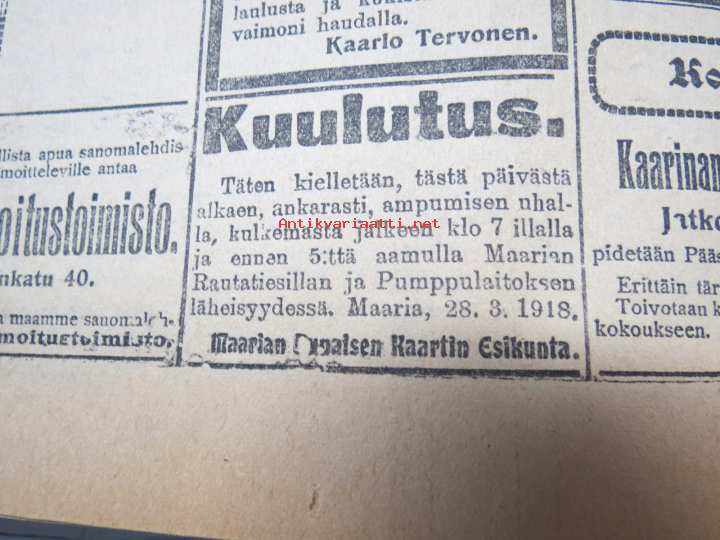 laulusta ja
vaimoni haudalla.
Kaarlo Tervonen.
Kuulutus.
Täten kielletään, tästä päivästä
alkaen, ankarasti, ampumisen uhal-
la, kulkemasta jälkeen klo 7 illalla
ja ennen 5:ttä aamulla Maarian
Rautatiesillan ja Pumppulaitoksen
läheisyydessä. Maaria, 28. 3. 1918.
Maarian Punaisen Kaartin Esikunta.
Antikvariaatti.net
llista apua sanomalehdis
moitteleville antaa
oitustoimisto.
nkatu 40.
a maamme sanomaleh-
moitustoimisto.
Ko
Kaarinan
Jatko
pidetään Pääs
Erittäin tär
Toivotaan k
kokoukseen.